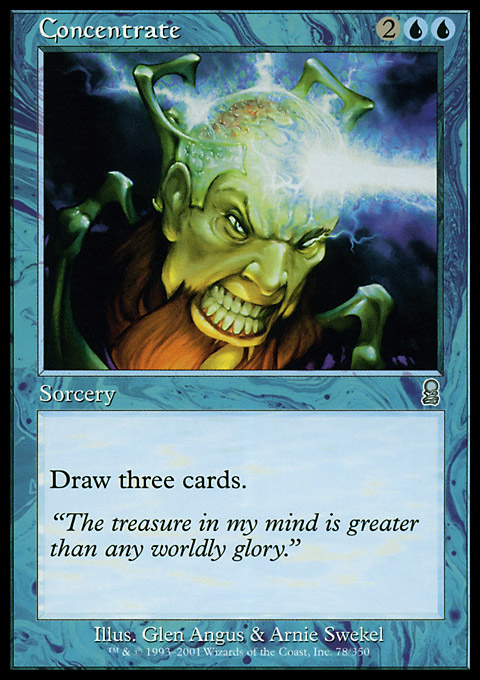 Concentrate 2
Sorcery
Draw three cards.
“The treasure in my mind is greater
than any worldly glory.”
Illus. Glen Angus & Arnie Swekel
™ & © 1993-2001 Wizards of the Coast, Inc. 78/350